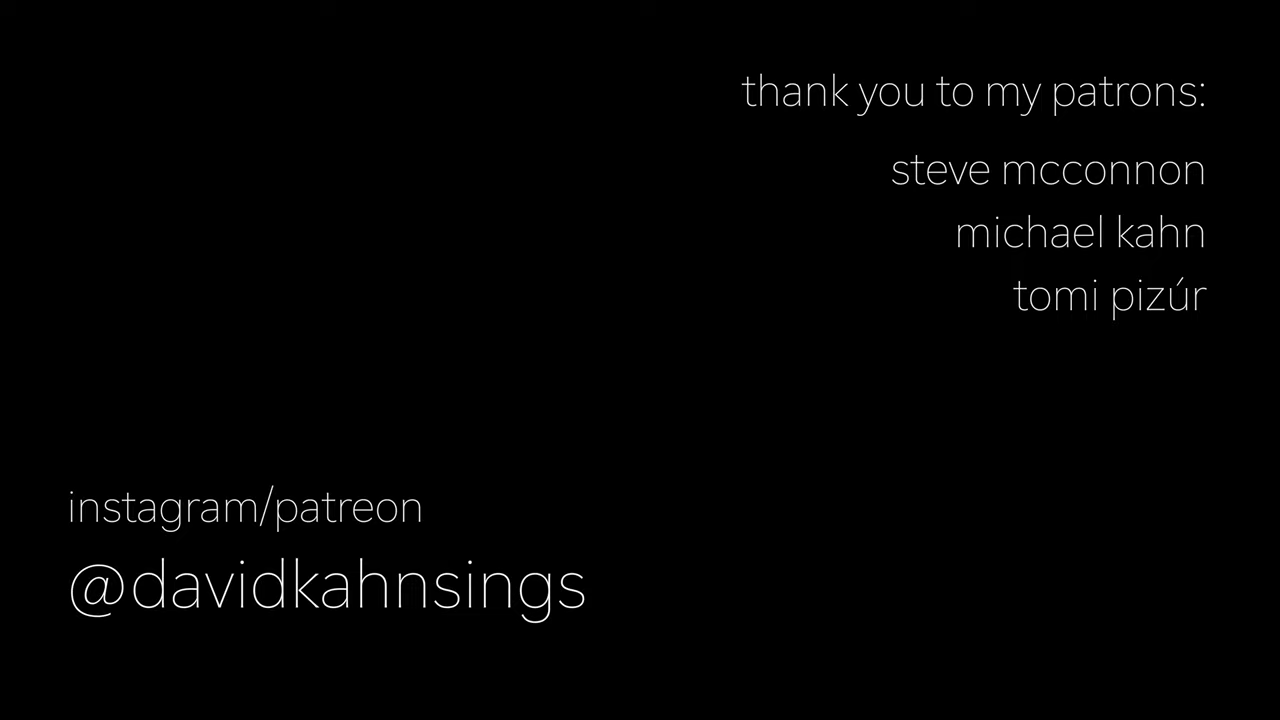 thank you to my patrons:
steve mcconnon
michael kahn
tomi pizúr
instagram/patreon
@davidkahnsings